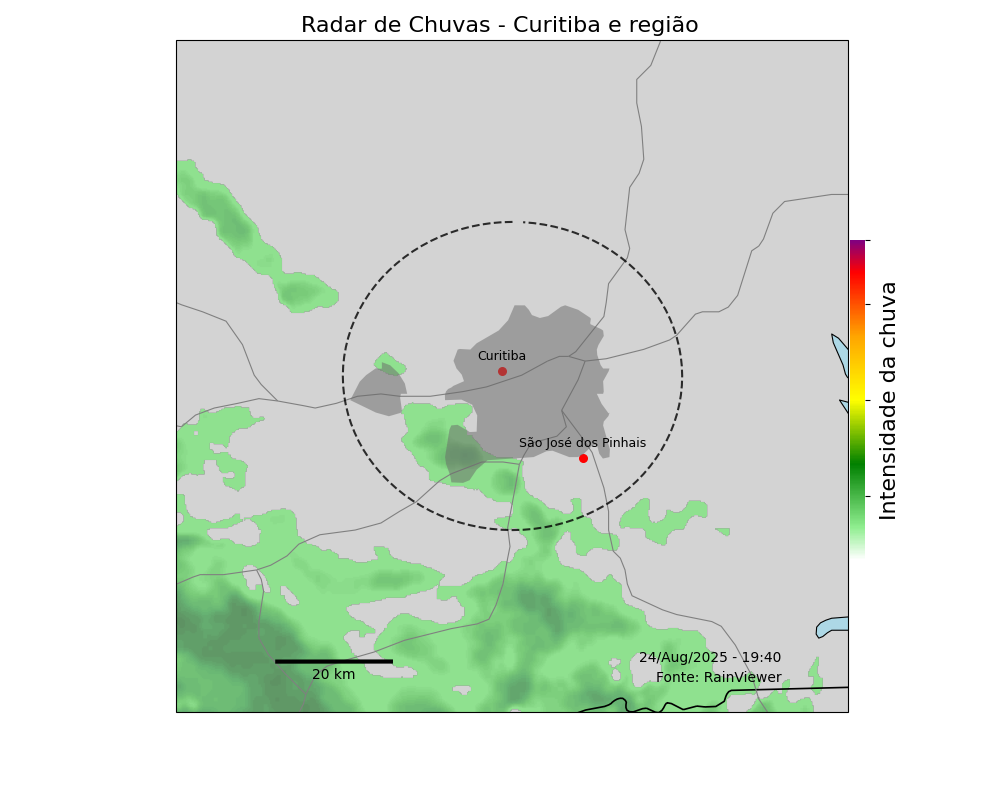 Radar de Chuvas - Curitiba e região
Curitiba
São José dos Pinhais
Intensidade da chuva
24/Aug/2025 - 19:40
20 km
Fonte: RainViewer